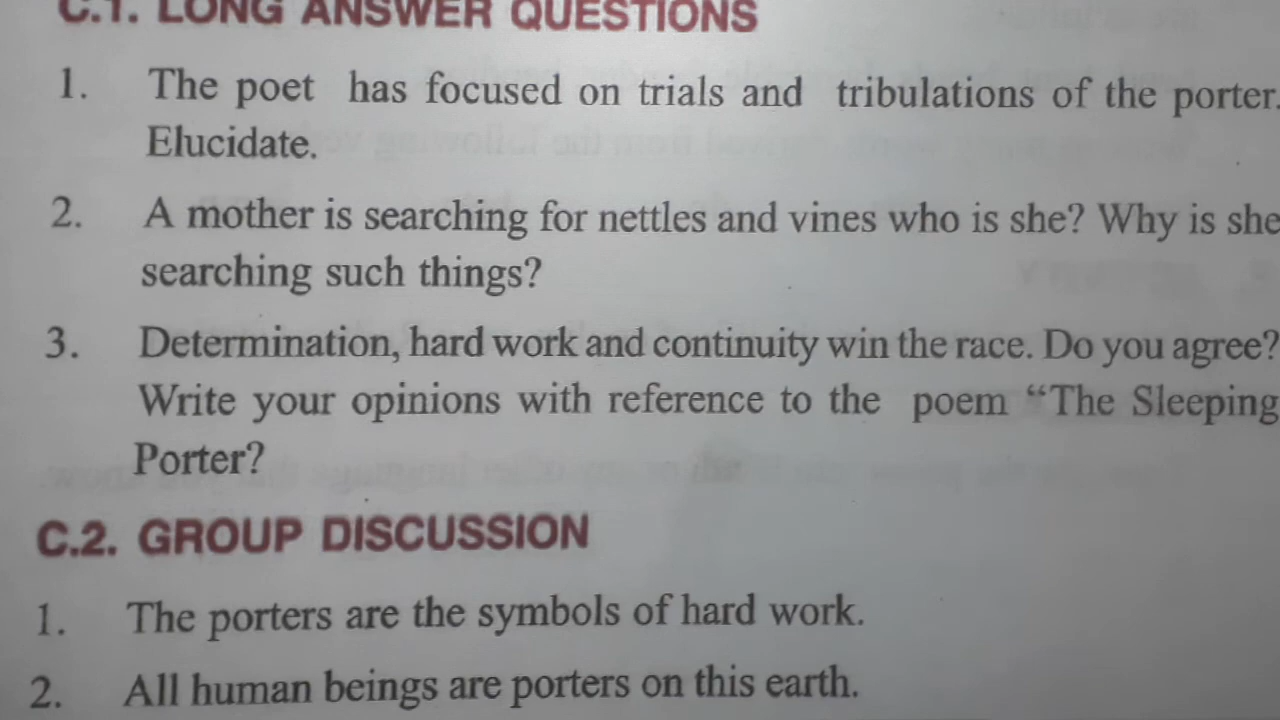 C.1. LONG ANSWER QUESTIONS
1. The poet has focused on trials and tribulations of the porter.
Elucidate.
2. A mother is searching for nettles and vines who is she? Why is she
searching such things?
3. Determination, hard work and continuity win the race. Do you agree?
Write your opinions with reference to the poem “The Sleeping
Porter?
C.2. GROUP DISCUSSION
1. The porters are the symbols of hard work.
2. All human beings are porters on this earth.